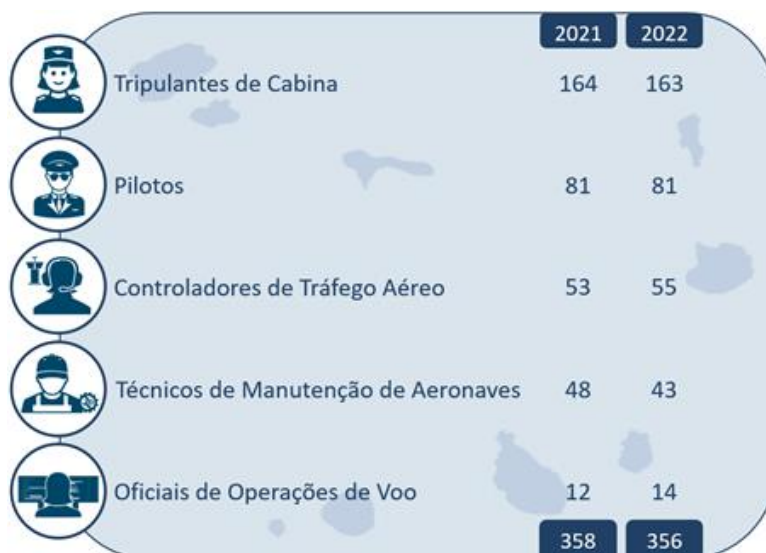 2021 2022
Tripulantes de Cabina 164 163
Pilotos 81 81
Controladores de Tráfego Aéreo 53 55
Técnicos de Manutenção de Aeronaves 48 43
Oficiais de Operações de Voo 12 14
358 356